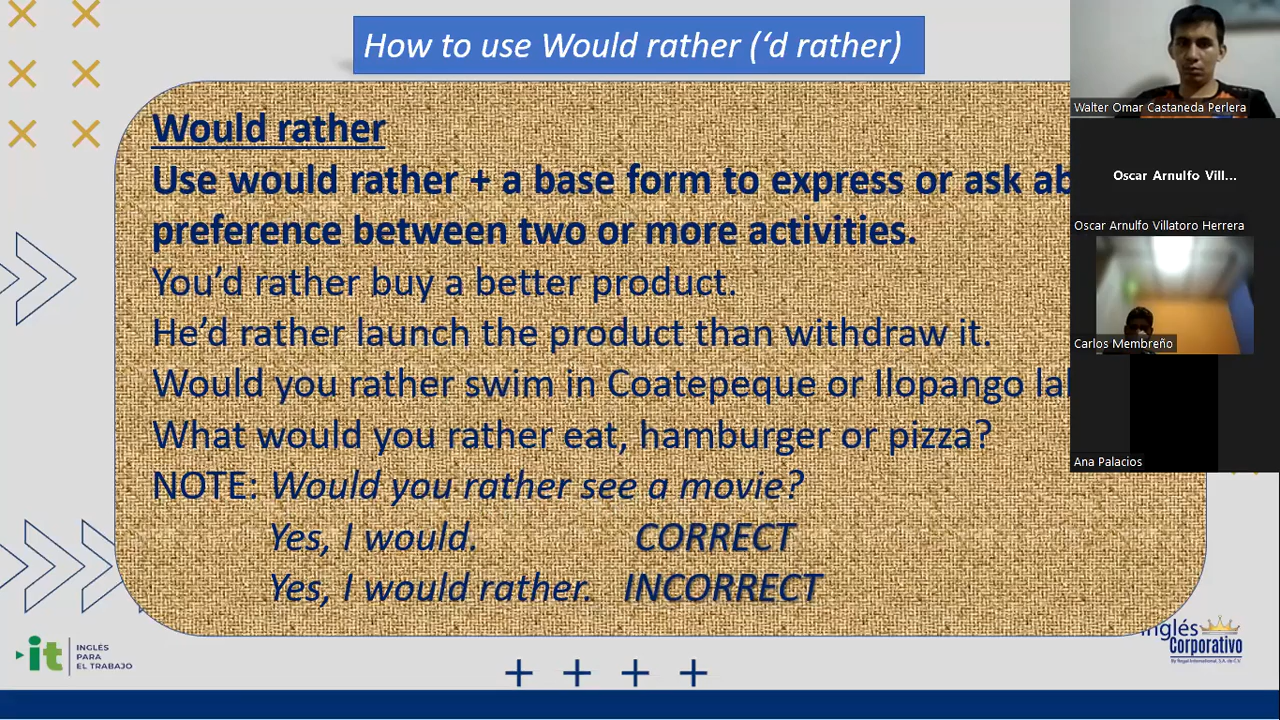 How to use Would rather (‘d rather)
Would rather
Use would rather + a base form to express or ask
preference between two or more activities.
You’d rather buy a better product.
He’d rather launch the product than withdraw it.
Would you rather swim in Coatepeque or Ilopango
What would you rather eat, hamburger or pizza?
NOTE: Would you rather see a movie?
Yes, I would. CORRECT
Yes, I would rather. INCORRECT
Walter Omar Castaneda Perlera
Oscar Arnulfo Vill...
Oscar Arnulfo Villatoro Herrera
Carlos Membreño
Ana Palacios
it
INGLÉS
PARA
EL TRABAJO
Inglés
Corporativo